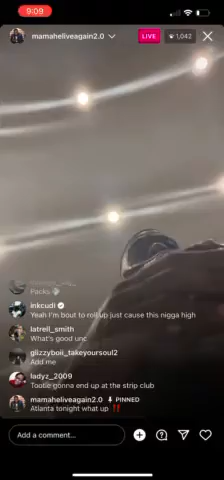 9:09
mamaheliveagain2.0
LIVE
1,042
Packs
inkcudi
Yeah I'm bout to roll up just cause this nigga high
latrell_smith
What's good unc
glizzyboii_takeyoursoul2
Add me
ladyz_2009
Tootie gonna end up at the strip club
mamaheliveagain2.0 PINNED
Atlanta tonight what up ‼️
Add a comment...